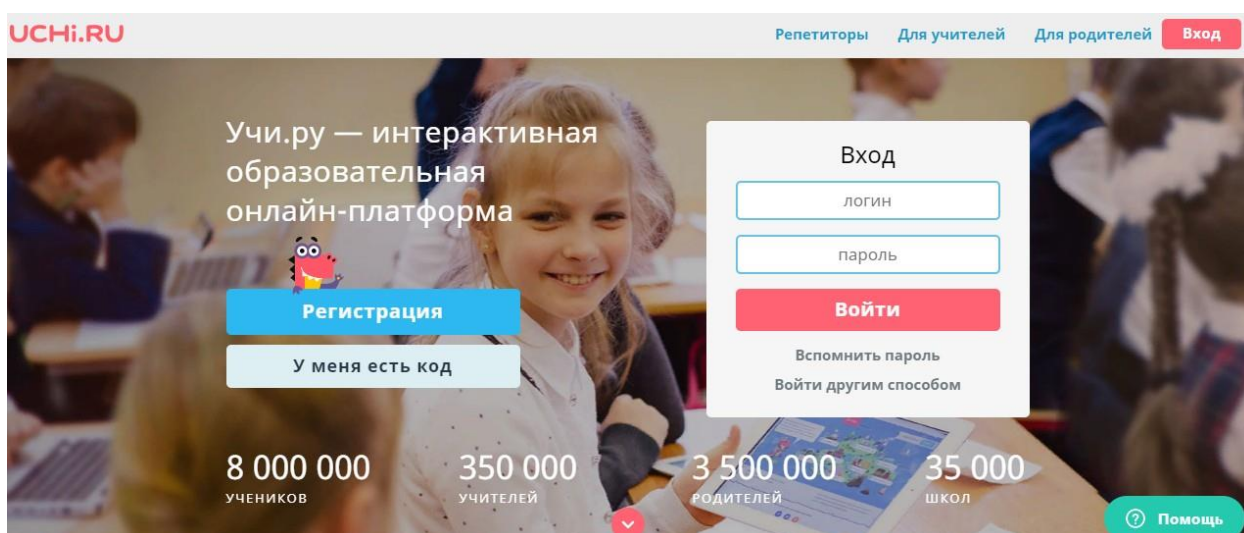 UCHi.RU
Репетиторы Для учителей Для родителей Вход
Учи.ру — интерактивная
образовательная
онлайн-платформа
Регистрация
У меня есть код
Вход
логин
пароль
Войти
Вспомнить пароль
Войти другим способом
8 000 000 350 000 3 500 000 35 000
УЧЕНИКОВ УЧИТЕЛЕЙ РОДИТЕЛЕЙ ШКОЛ
Помощь